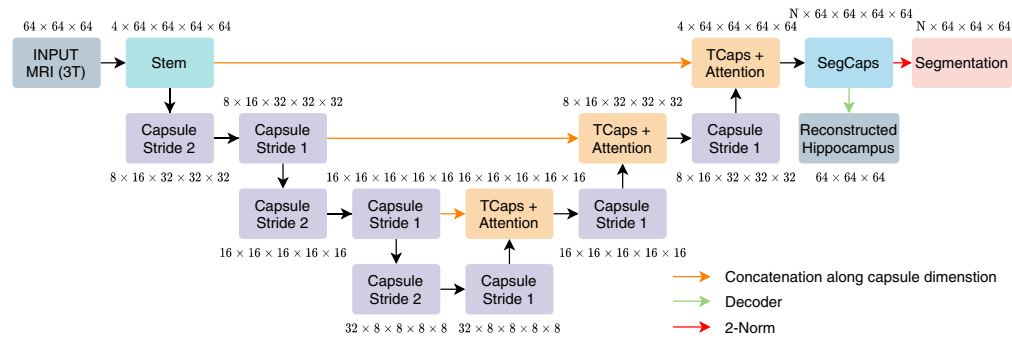 64 × 64 × 64
4 × 64 × 64 × 64 × 64
4 × 64 × 64 × 64 × 64
N × 64 × 64 × 64 × 64
N × 64 × 64 × 64
INPUT
MRI (3T)
Stem
TCaps +
Attention
SegCaps
Segmentation
8 × 16 × 32 × 32 × 32
8 × 16 × 32 × 32 × 32
Capsule
Stride 2
Capsule
Stride 1
TCaps +
Attention
Capsule
Stride 1
Reconstructed
Hippocampus
8 × 16 × 32 × 32 × 32
16 × 16 × 16 × 16 × 16
16 × 16 × 16 × 16 × 16
8 × 16 × 32 × 32 × 32
64 × 64 × 64
Capsule
Stride 2
Capsule
Stride 1
TCaps +
Attention
Capsule
Stride 1
16 × 16 × 16 × 16 × 16
16 × 16 × 16 × 16 × 16
Capsule
Stride 2
Capsule
Stride 1
32 × 8 × 8 × 8 × 8
32 × 8 × 8 × 8 × 8
Concatenation along capsule dimenstion
Decoder
2-Norm